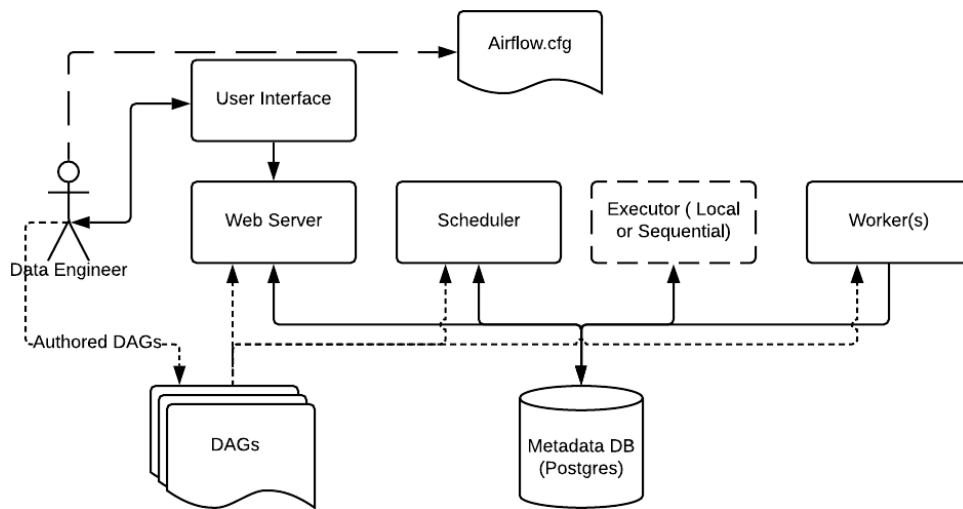 Airflow.cfg
User Interface
Web Server
Scheduler
Executor ( Local
or Sequential)
Worker(s)
Data Engineer
Authored DAGs
DAGs
Metadata DB
(Postgres)